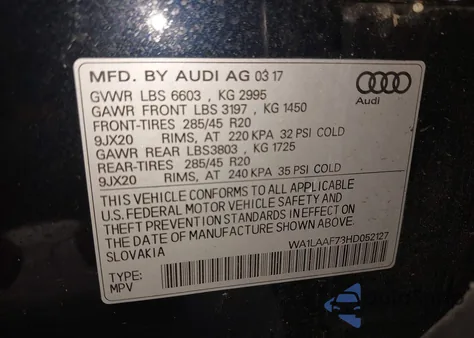 MFD. BY AUDI AG 03 17
GVWR LBS 6603 , KG 2995
GAWR FRONT LBS 3197 , KG 1450
FRONT-TIRES 285/45 R20
9JX20 RIMS, AT 220 KPA 32 PSI COLD
GAWR REAR LBS3803 , KG 1725
REAR-TIRES 285/45 R20
9JX20 RIMS, AT 240 KPA 35 PSI COLD
THIS VEHICLE CONFORMS TO ALL APPLICABLE
U.S. FEDERAL MOTOR VEHICLE SAFETY AND
THEFT PREVENTION STANDARDS IN EFFECT ON THE
DATE OF MANUFACTURE SHOWN ABOVE.
SLOVAKIA
WA1LAAF73HD052127
TYPE:
MPV
Audi